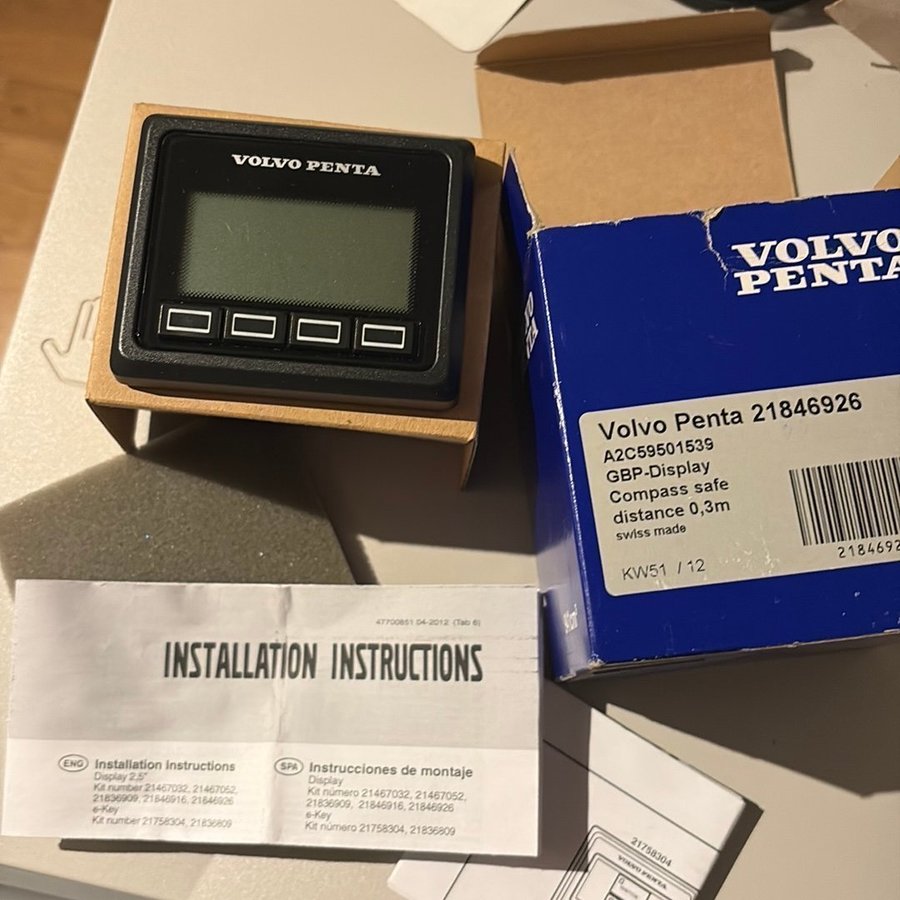 VOLVO PENTA
VOLVO
PENTA
Volvo Penta 21846926
A2C59501539
GBP-Display
Compass safe
distance 0,3m
swiss made
KW51 / 12
2184692
47700851 04-2012 (Tab 6)
INSTALLATION INSTRUCTIONS
ENG Installation Instructions
Display 2,5"
Kit number 21467032, 21467052,
21836909, 21846916, 21846926
e-Key
Kit number 21758304, 21836809
SPA Instrucciones de montaje
Display
Kit número 21467032, 21467052,
21836909, 21846916, 21846926
e-Key
Kit número 21758304, 21836809
21758304
VOLVO PENTA